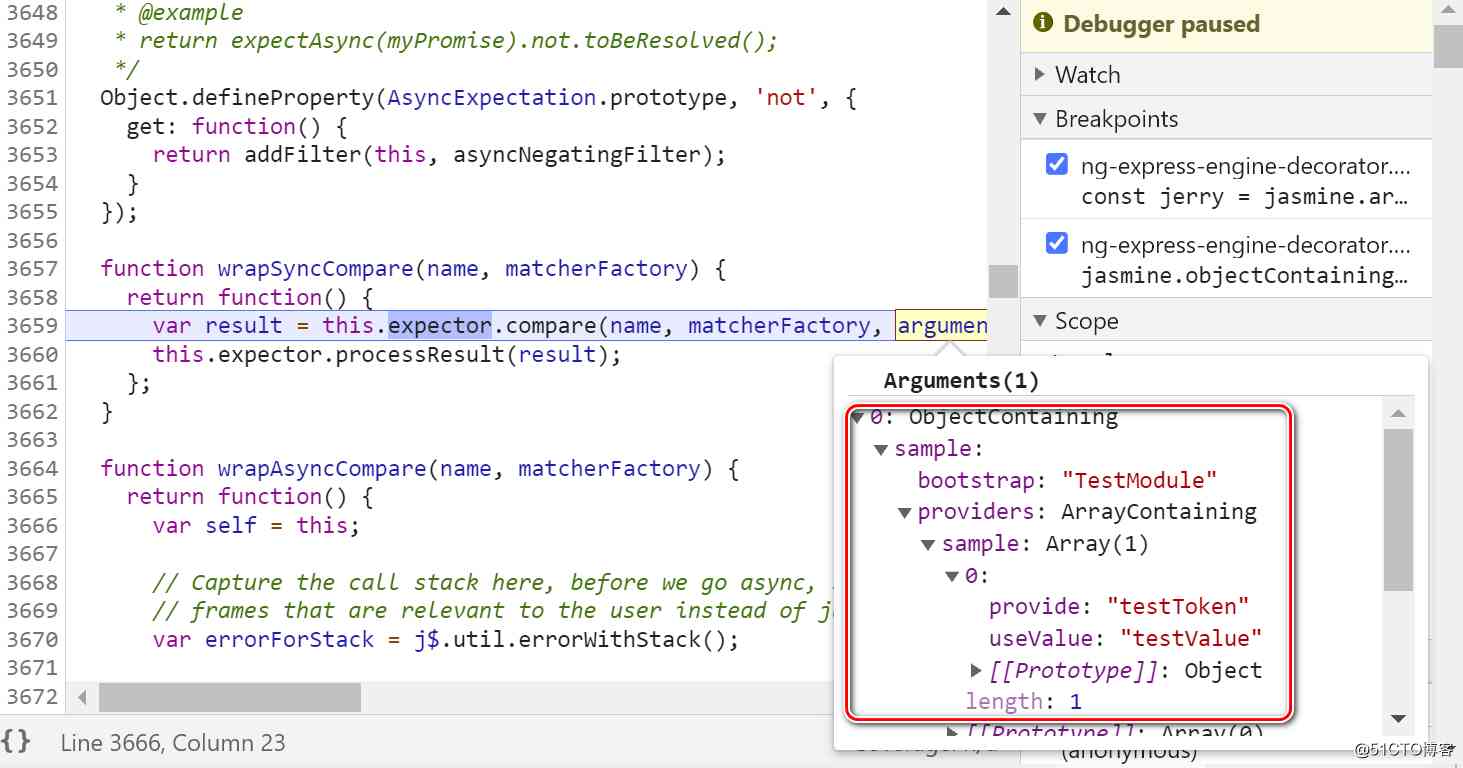 3648 * @example
3649 * return expectAsync(myPromise).not.toBeResolved();
3650 */
3651 Object.defineProperty(AsyncExpectation.prototype, 'not', {
3652 get: function() {
3653 return addFilter(this, asyncNegatingFilter);
3654 }
3655 });
3656
3657 function wrapSyncCompare(name, matcherFactory) {
3658 return function() {
3659 var result = this.expector.compare(name, matcherFactory, argumen
3660 this.expector.processResult(result);
3661 };
3662 }
3663
3664 function wrapAsyncCompare(name, matcherFactory) {
3665 return function() {
3666 var self = this;
3667
3668 // Capture the call stack here, before we go async,
3669 // frames that are relevant to the user instead of
3670 var errorForStack = j$.util.errorWithStack();
3671
3672
{} Line 3666, Column 23
Debugger paused
Watch
Breakpoints
ng-express-engine-decorator....
const jerry = jasmine.ar…
ng-express-engine-decorator....
jasmine.objectContaining…
Scope
Arguments(1)
0: ObjectContaining
sample:
bootstrap: "TestModule"
providers: ArrayContaining
sample: Array(1)
0:
provide: "testToken"
useValue: "testValue"
[[Prototype]]: Object
length: 1
[[Prototype]]: Array(0)
(anonymous)
@51CTO博客